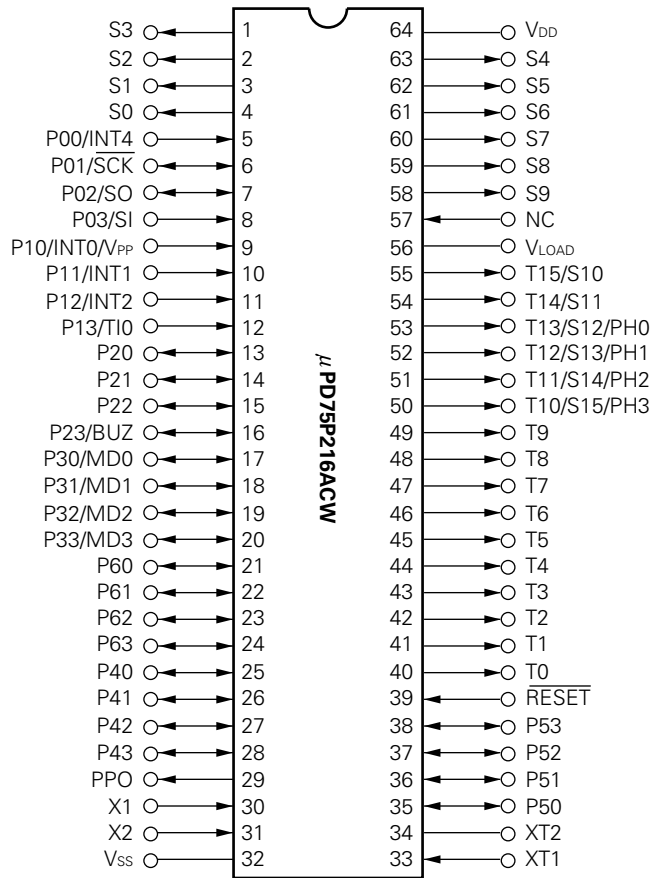 S3 1 64 VDD
S2 2 63 S4
S1 3 62 S5
S0 4 61 S6
P00/INT4 5 60 S7
P01/SCK 6 59 S8
P02/SO 7 58 S9
P03/SI 8 57 NC
P10/INT0/VPP 9 56 VLOAD
P11/INT1 10 55 T15/S10
P12/INT2 11 54 T14/S11
P13/TI0 12 53 T13/S12/PH0
P20 13 52 T12/S13/PH1
P21 14 51 T11/S14/PH2
P22 15 50 T10/S15/PH3
P23/BUZ 16 49 T9
P30/MD0 17 48 T8
P31/MD1 18 47 T7
P32/MD2 19 46 T6
P33/MD3 20 45 T5
P60 21 44 T4
P61 22 43 T3
P62 23 42 T2
P63 24 41 T1
P40 25 40 T0
P41 26 39 RESET
P42 27 38 P53
P43 28 37 P52
PPO 29 36 P51
X1 30 35 P50
X2 31 34 XT2
VSS 32 33 XT1
μPD75P216ACW